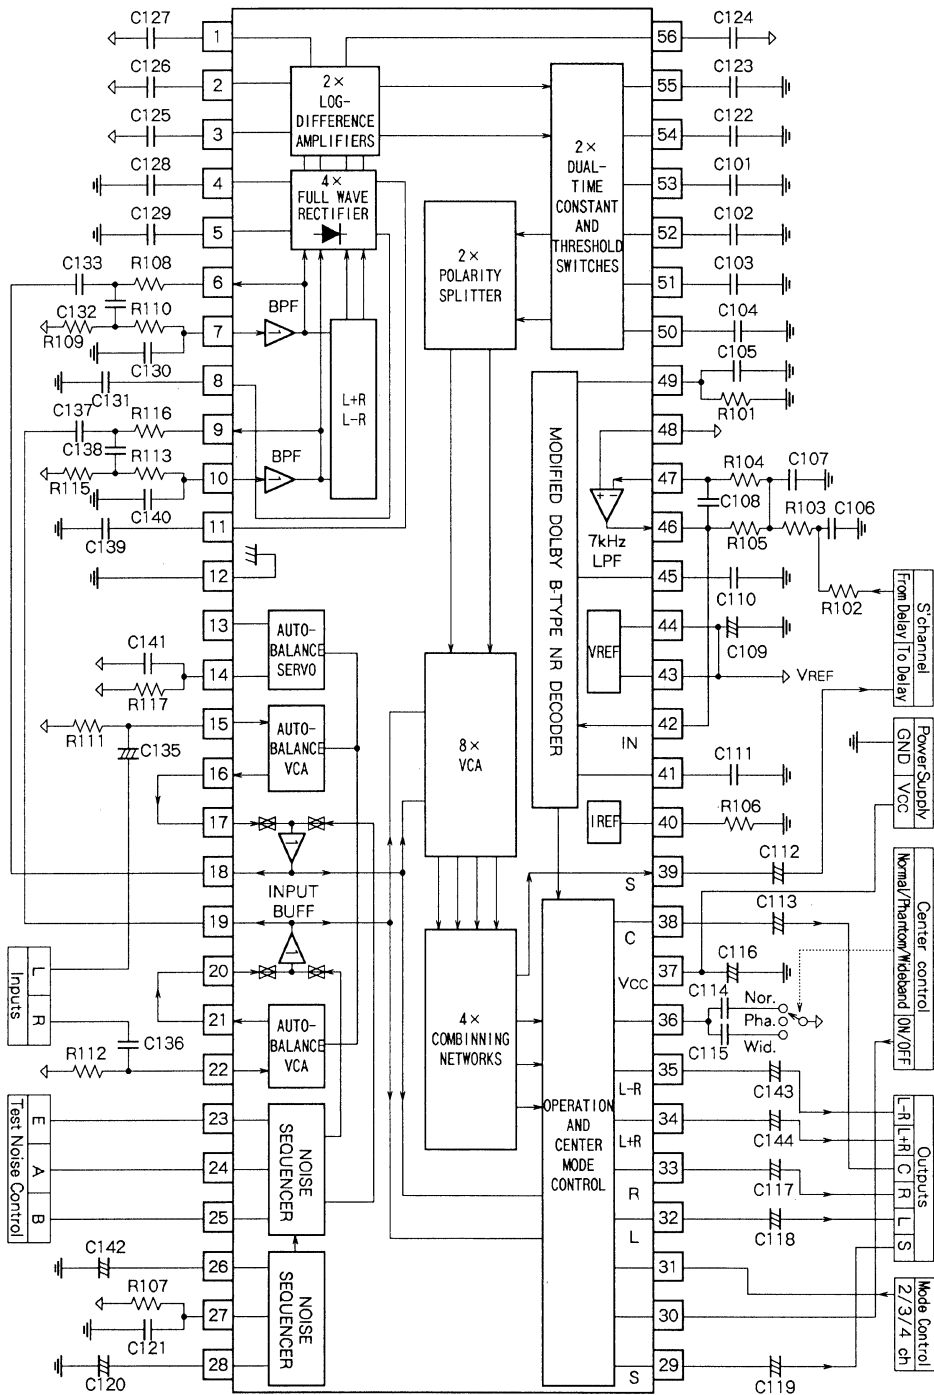 C127
1
C126
2
C125
3
C128
4
C129
5
C133
R108
6
C132
R110
R109
7
C130
8
C131
C137
R116
9
C138
R113
R115
10
C140
11
C139
12
13
C141
14
R117
15
R111
C135
16
17
18
19
20
L
R
Inputs
21
C136
R112
22
E
A
B
Test Noise Control
23
24
25
C142
26
R107
27
C121
28
C120
2×
LOG-
DIFFERENCE
AMPLIFIERS
4×
FULL WAVE
RECTIFIER
BPF
1
L+R
L-R
BPF
1
AUTO-
BALANCE
SERVO
AUTO-
BALANCE
VCA
1
INPUT
BUFF
1
AUTO-
BALANCE
VCA
NOISE
SEQUENCER
NOISE
SEQUENCER
2×
POLARITY
SPLITTER
2×
DUAL-
TIME
CONSTANT
AND
THRESHOLD
SWITCHES
MODIFIED DOLBY B-TYPE NR DECODER
+ -
7kHz
LPF
VREF
IN
IREF
8×
VCA
4×
COMBINNING
NETWORKS
OPERATION
AND
CENTER
MODE
CONTROL
S
C
VCC
L-R
L+R
R
L
S
56
C124
55
C123
54
C122
53
C101
52
C102
51
C103
50
C104
C105
49
R101
48
47
R104
C107
C108
R103
C106
46
R105
45
C110
R102
44
C109
43
VREF
42
41
C111
40
R106
39
C112
38
C113
37
C116
C114
36
C115
Nor.
Pha.
Wid.
35
C143
34
C144
33
C117
32
C118
31
30
29
C119
S'channel
From Delay
To Delay
Power Supply
GND
VCC
Center control
Normal/Phantom/Wideband
ON/OFF
Outputs
L-R
L+R
C
R
L
S
Mode Control
2/3/4 ch